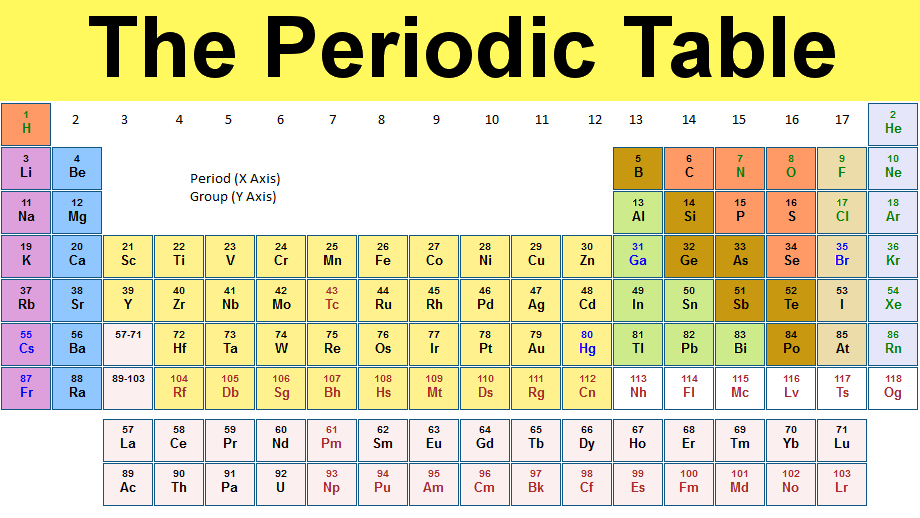 The Periodic Table
1 2 3 4 5 6 7 8 9 10 11 12 13 14 15 16 17 2
H He
3 4 5 6 7 8 9 10
Li Be B C N O F Ne
Period (X Axis)
Group (Y Axis)
11 12 13 14 15 16 17 18
Na Mg Al Si P S Cl Ar
19 20 21 22 23 24 25 26 27 28 29 30 31 32 33 34 35 36
K Ca Sc Ti V Cr Mn Fe Co Ni Cu Zn Ga Ge As Se Br Kr
37 38 39 40 41 42 43 44 45 46 47 48 49 50 51 52 53 54
Rb Sr Y Zr Nb Mo Tc Ru Rh Pd Ag Cd In Sn Sb Te I Xe
55 56 57-71 72 73 74 75 76 77 78 79 80 81 82 83 84 85 86
Cs Ba Hf Ta W Re Os Ir Pt Au Hg Tl Pb Bi Po At Rn
87 88 89-103 104 105 106 107 108 109 110 111 112 113 114 115 116 117 118
Fr Ra Rf Db Sg Bh Hs Mt Ds Rg Cn Nh Fl Mc Lv Ts Og
57 58 59 60 61 62 63 64 65 66 67 68 69 70 71
La Ce Pr Nd Pm Sm Eu Gd Tb Dy Ho Er Tm Yb Lu
89 90 91 92 93 94 95 96 97 98 99 100 101 102 103
Ac Th Pa U Np Pu Am Cm Bk Cf Es Fm Md No Lr